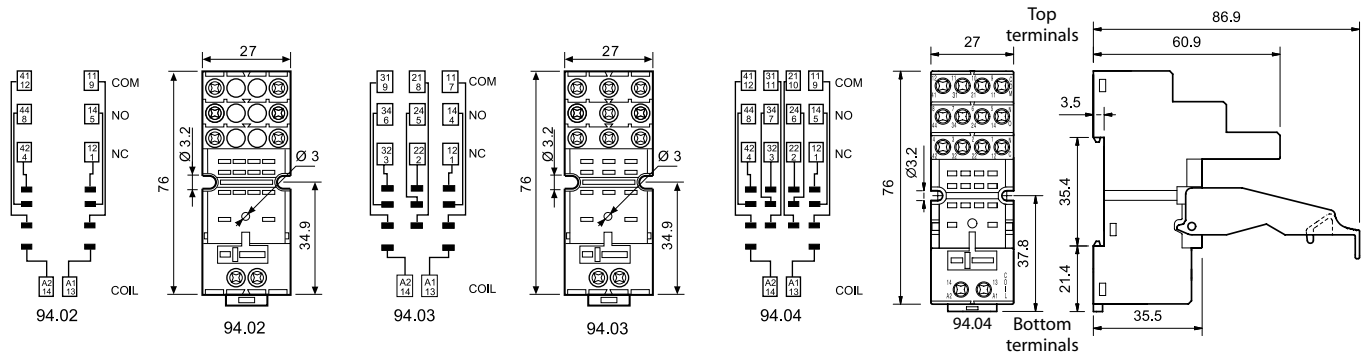 41 12
11 9
COM
44 8
14 5
NO
42 4
12 1
NC
A2 14
A1 13
COIL
94.02
27
76
Ø 3.2
Ø 3
34.9
94.02
31 9
21 8
11 7
COM
34 6
24 5
14 4
NO
32 3
22 2
12 1
NC
A2 14
A1 13
COIL
94.03
27
76
Ø 3.2
Ø 3
34.9
94.03
41 12
31 11
21 10
11 9
COM
44 8
34 7
24 6
14 5
NO
42 4
32 3
22 2
12 1
NC
A2 14
A1 13
COIL
94.04
Top
terminals
27
76
Ø3.2
37.8
14
13
A2
A1
COIL
94.04
Bottom
terminals
86.9
60.9
3.5
35.4
21.4
35.5